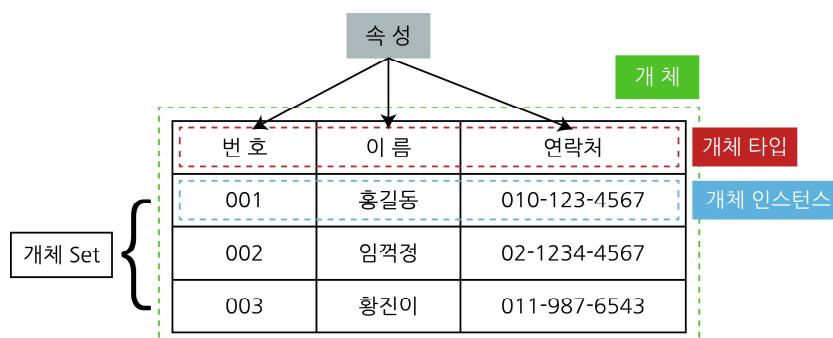 속 성
개 체
번 호 이 름 연락처 개체 타입
001 홍길동 010-123-4567 개체 인스턴스
개체 Set 002 임꺽정 02-1234-4567
003 황진이 011-987-6543